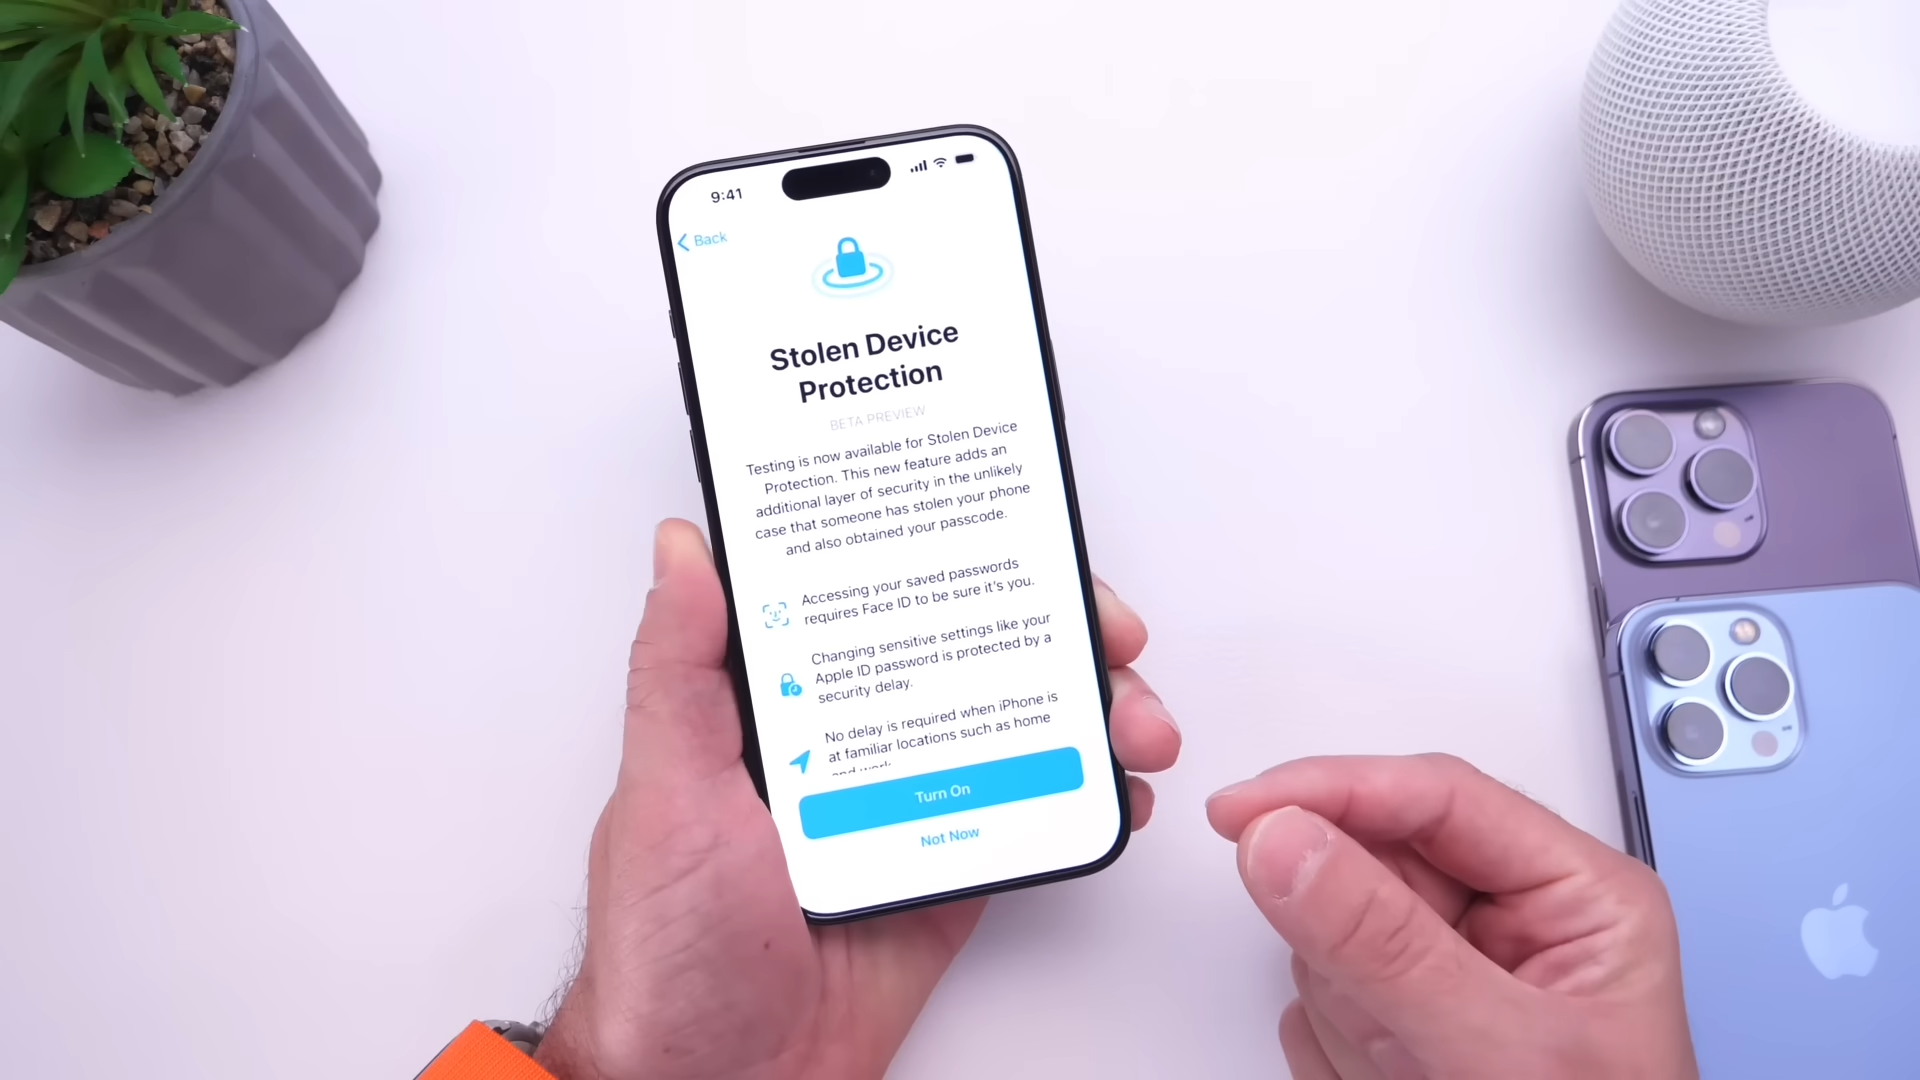 9:41
Back
Stolen Device
Protection
BETA PREVIEW
Testing is now available for Stolen Device
Protection. This new feature adds an
additional layer of security in the unlikely
case that someone has stolen your phone
and also obtained your passcode.
Accessing your saved passwords
requires Face ID to be sure it's you.
Changing sensitive settings like your
Apple ID password is protected by a
security delay.
No delay is required when iPhone is
at familiar locations such as home
and work.
Turn On
Not Now